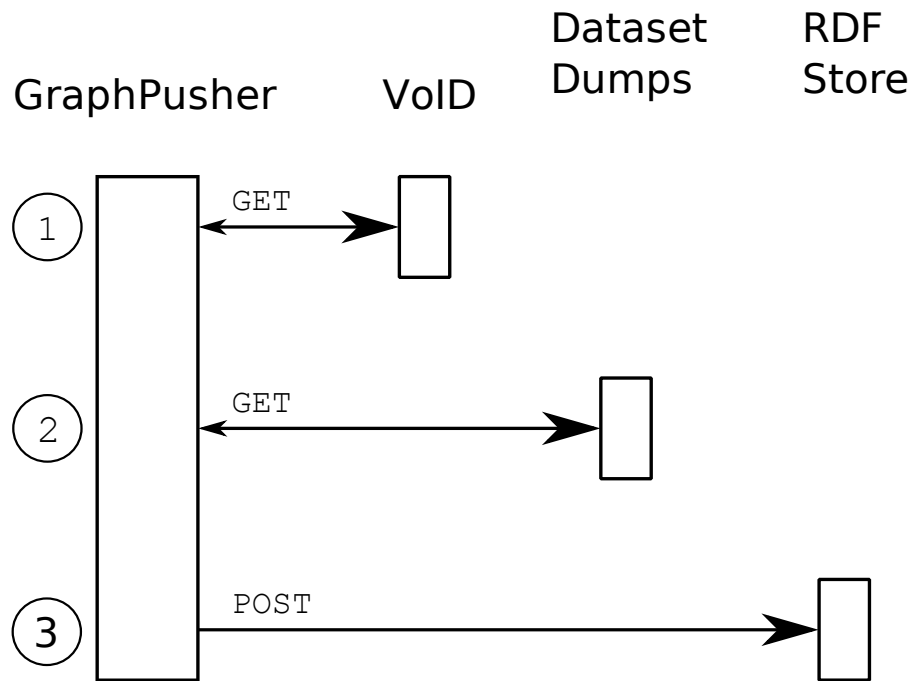 GraphPusher
VoID
Dataset
Dumps
RDF
Store
1
GET
2
GET
3
POST